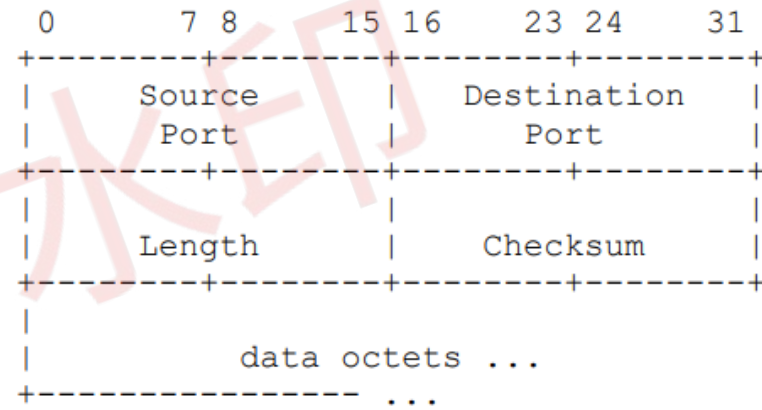 0 7 8 15 16 23 24 31
+--------+--------+--------+--------+
| Source | Destination |
| Port | Port |
+--------+--------+--------+--------+
| | |
| Length | Checksum |
+--------+--------+--------+--------+
|
| data octets ...
+---------------- ...
水印